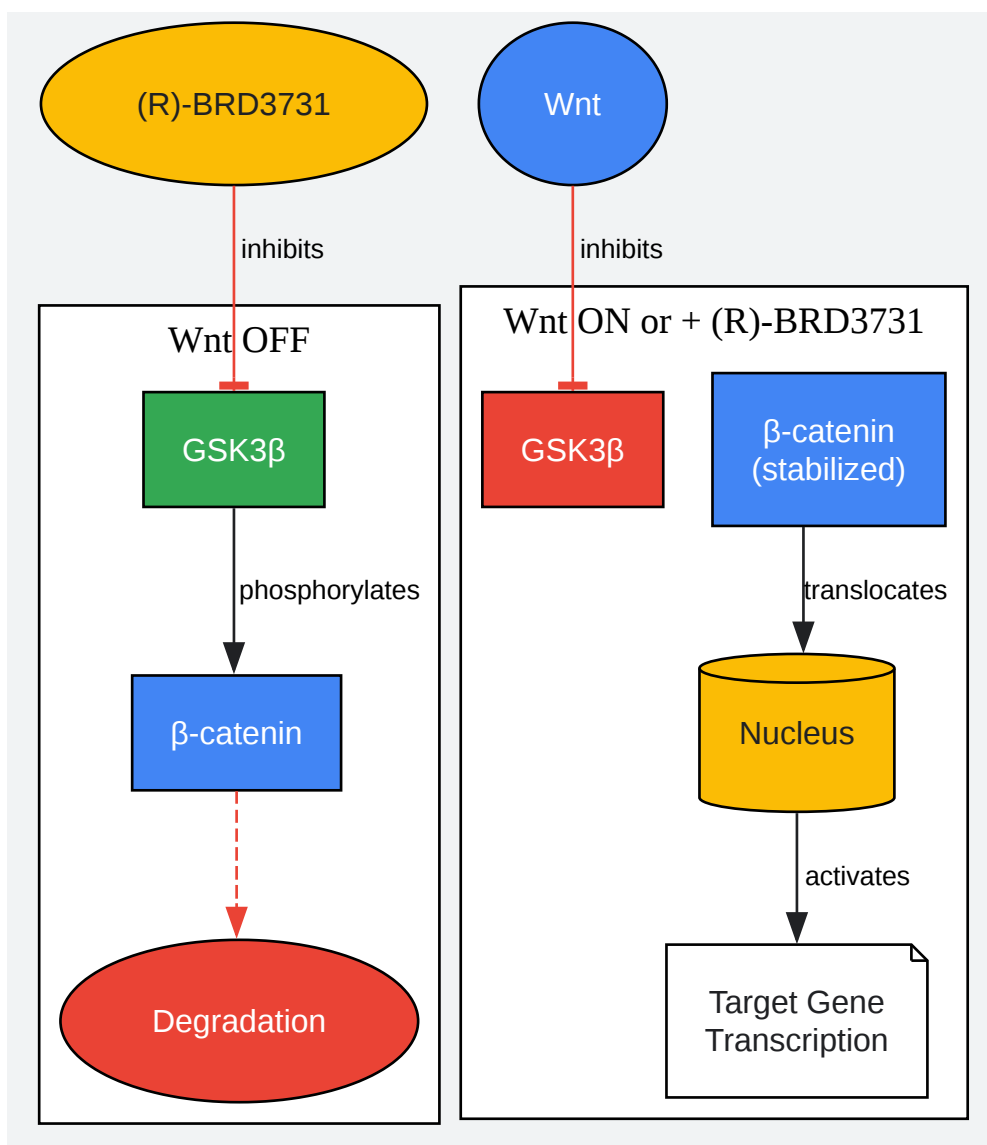 (R)-BRD3731
Wnt
inhibits
inhibits
Wnt OFF
GSK3β
phosphorylates
β-catenin
Degradation
Wnt ON or + (R)-BRD3731
GSK3β
β-catenin
(stabilized)
translocates
Nucleus
activates
Target Gene
Transcription